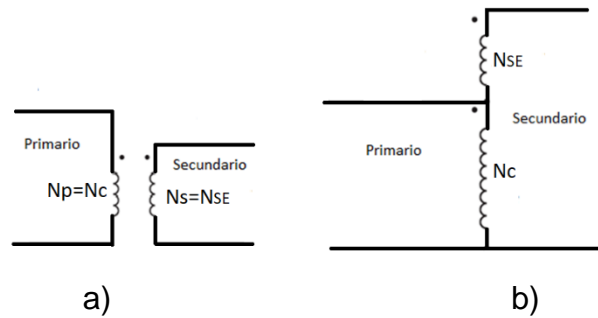 Primario
Secundario
Np=Nc
Ns=NSE
a)
NSE
Secundario
Primario
Nc
b)